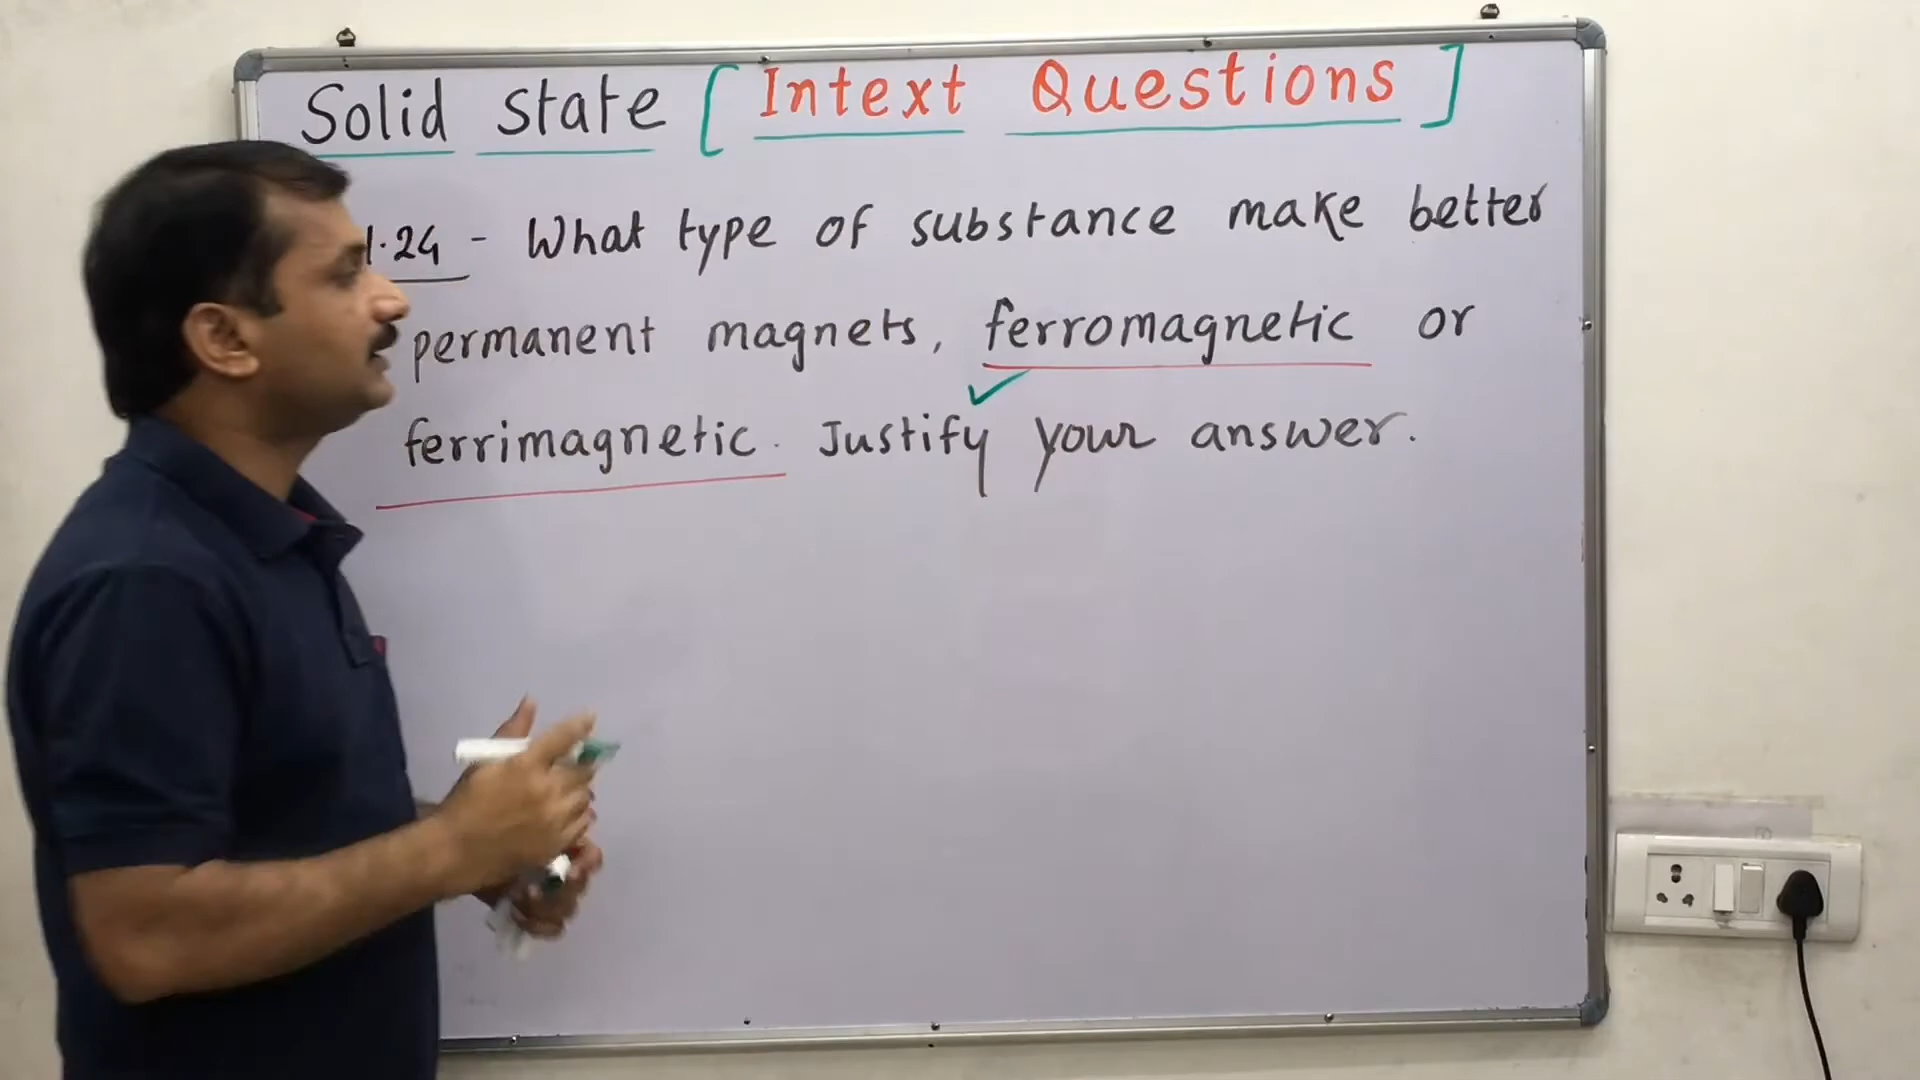 Solid state [Intext Questions]
1.24 - What type of substance make better
permanent magnets, ferromagnetic or
ferrimagnetic. Justify your answer.